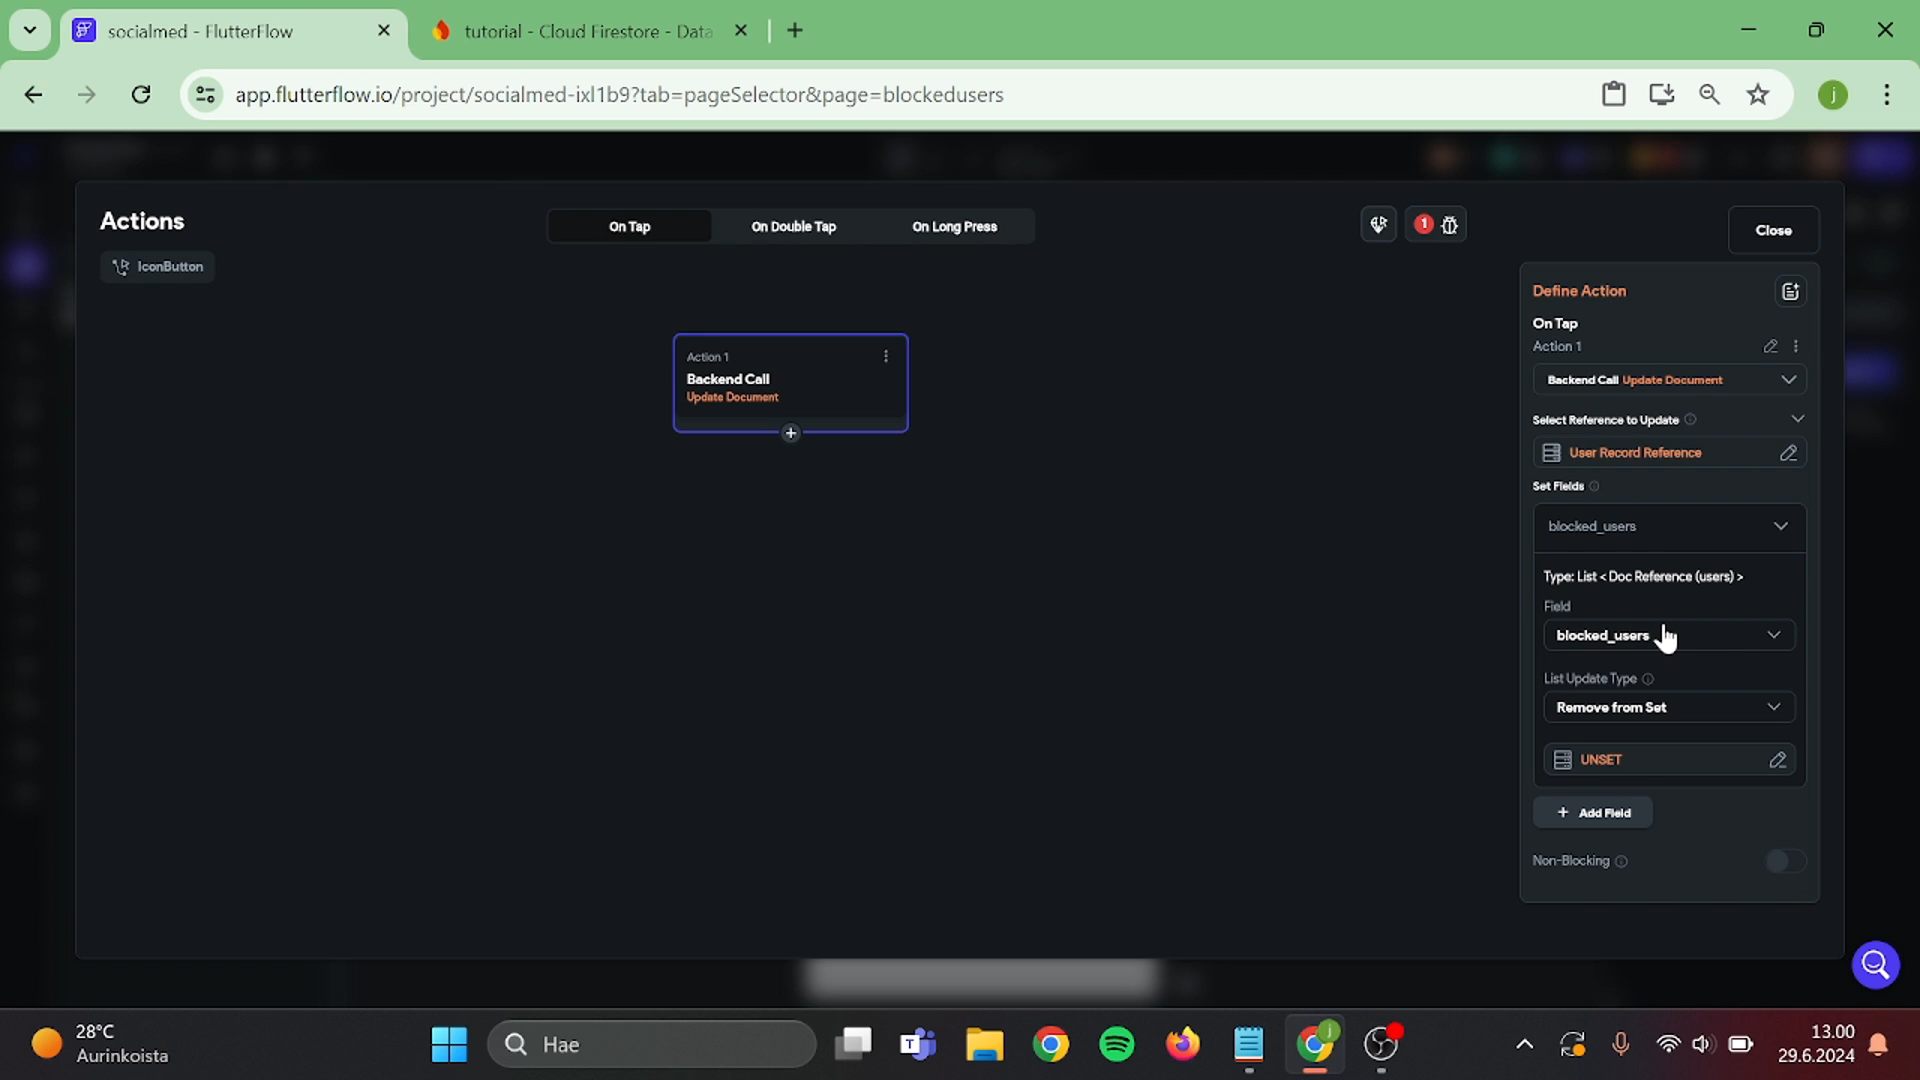 socialmed - FlutterFlow
tutorial - Cloud Firestore - Data
app.flutterflow.io/project/socialmed-ixl1b9?tab=pageSelector&page=blockedusers
j
Actions
On Tap
On Double Tap
On Long Press
1
Close
IconButton
Define Action
On Tap
Action 1
Backend Call Update Document
Select Reference to Update
User Record Reference
Set Fields
blocked_users
Type: List < Doc Reference (users) >
Field
blocked_users
List Update Type
Remove from Set
UNSET
+ Add Field
Non-Blocking
Action 1
Backend Call
Update Document
28°C
Aurinkoista
Hae
13.00
29.6.2024